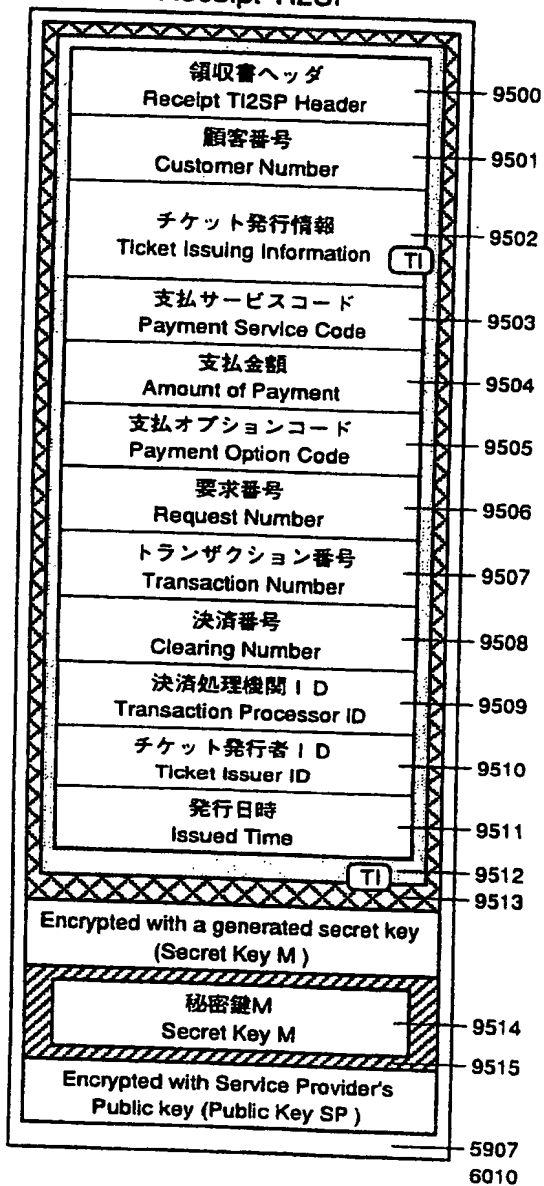 領収書ヘッダ
Receipt TI2SP Header
9500
顧客番号
Customer Number
9501
チケット発行情報
Ticket Issuing Information
TI
9502
支払サービスコード
Payment Service Code
9503
支払金額
Amount of Payment
9504
支払オプションコード
Payment Option Code
9505
要求番号
Request Number
9506
トランザクション番号
Transaction Number
9507
決済番号
Clearing Number
9508
決済処理機関ID
Transaction Processor ID
9509
チケット発行者ID
Ticket Issuer ID
9510
発行日時
Issued Time
9511
TI
9512
9513
Encrypted with a generated secret key
(Secret Key M )
秘密鍵M
Secret Key M
9514
9515
Encrypted with Service Provider's
Public key (Public Key SP )
5907
6010